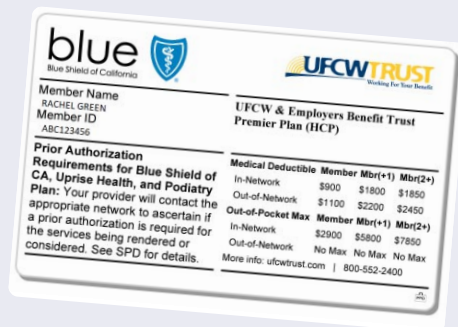 blue
Blue Shield of California
UFCWTRUST
Working For Your Benefit
Member Name
RACHEL GREEN
Member ID
ABC123456
UFCW & Employers Benefit Trust
Premier Plan (HCP)
Prior Authorization
Requirements for Blue Shield of
CA, Uprise Health, and Podiatry
Plan: Your provider will contact the
appropriate network to ascertain if
a prior authorization is required for
the services being rendered or
considered. See SPD for details.
Medical Deductible Member Mbr(+1) Mbr(2+)
In-Network $900 $1800 $1850
Out-of-Network $1100 $2200 $2450
Out-of-Pocket Max Member Mbr(+1) Mbr(2+)
In-Network $2900 $5800 $7850
Out-of-Network No Max No Max No Max
More info: ufcwtrust.com | 800-552-2400